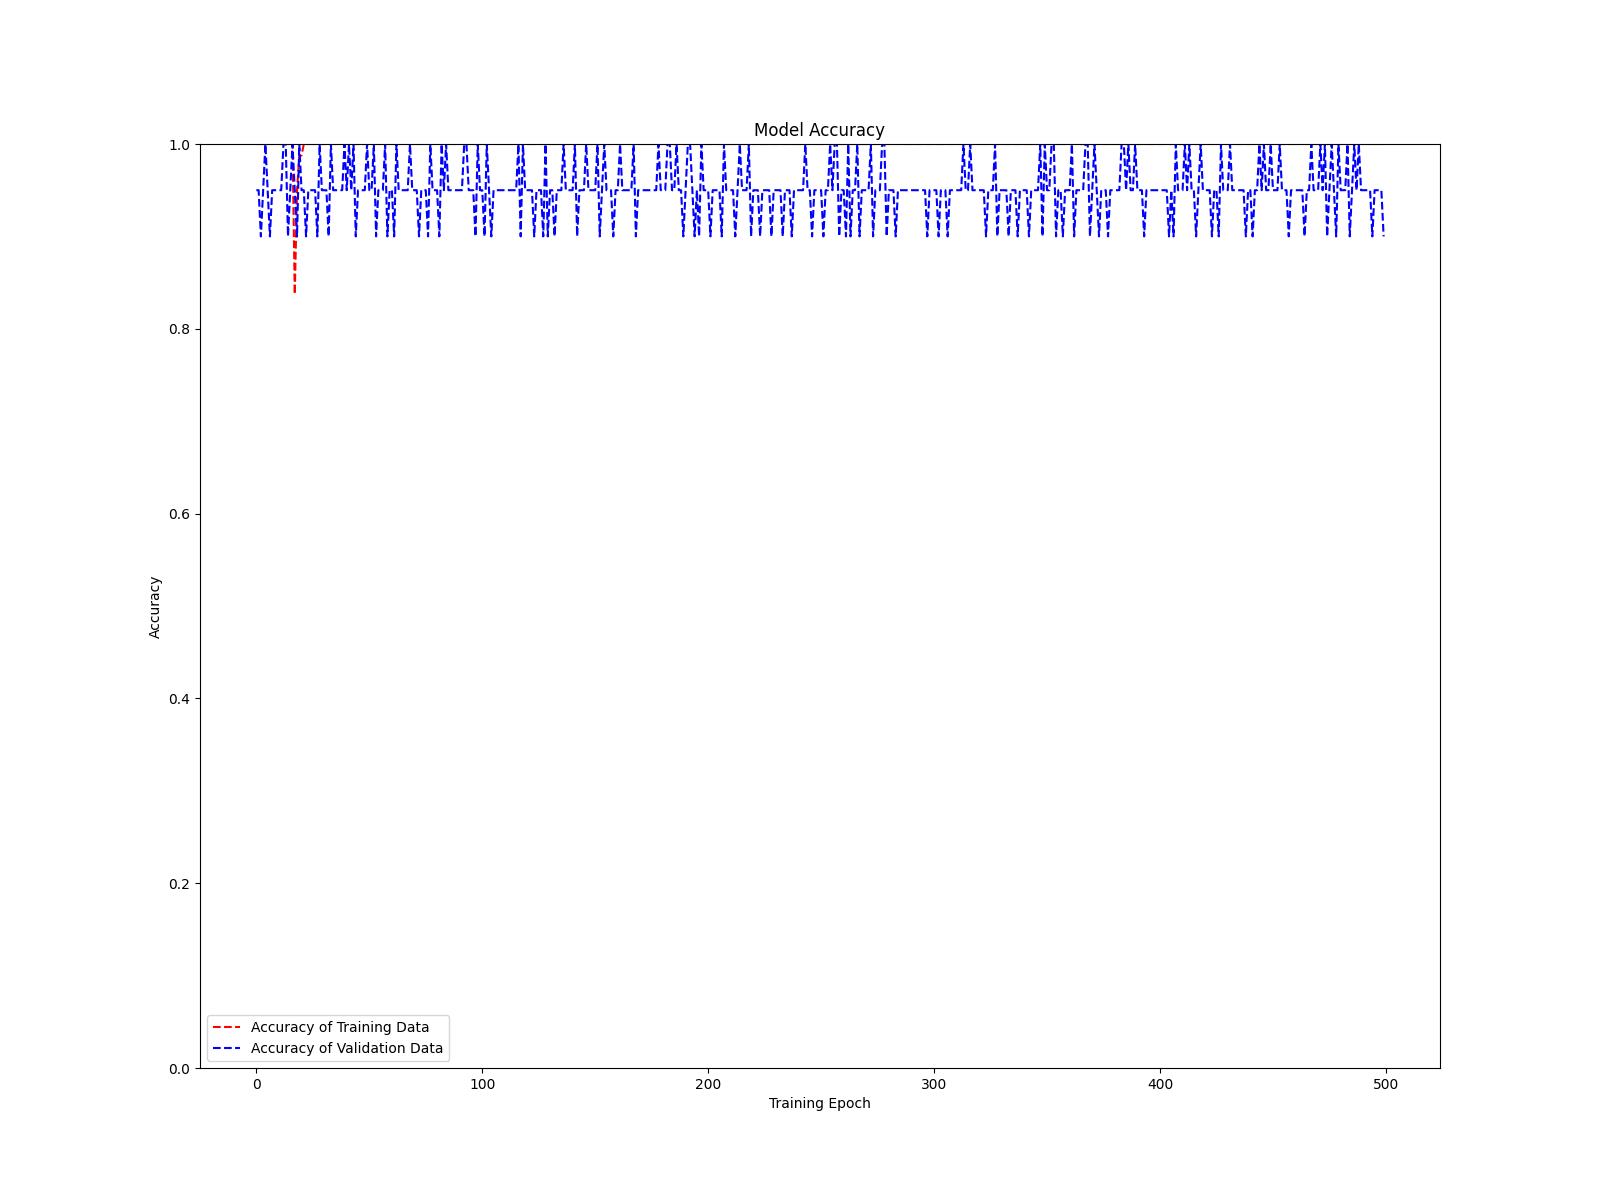 Model Accuracy
1.0
0.8
0.6
0.4
0.2
0.0
Accuracy
Accuracy of Training Data
Accuracy of Validation Data
0 100 200 300 400 500
Training Epoch